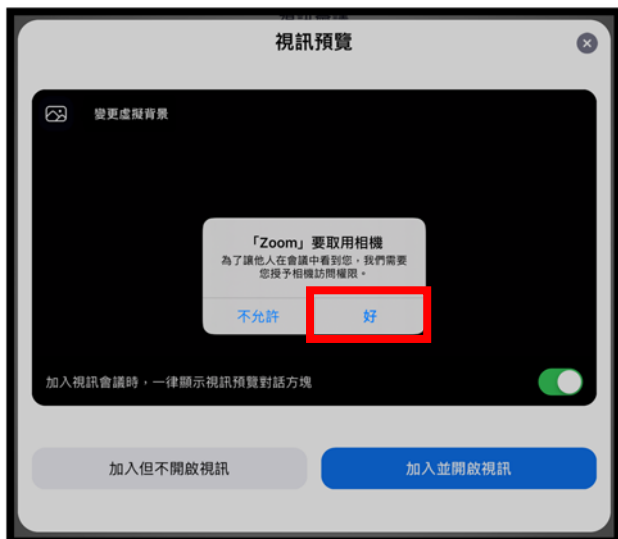 視訊預覽
變更虛擬背景
「Zoom」要取用相機
為了讓他人在會議中看到您，我們需要
您授予相機訪問權限。
不允許
好
加入視訊會議時，一律顯示視訊預覽對話方塊
加入但不開啟視訊
加入並開啟視訊